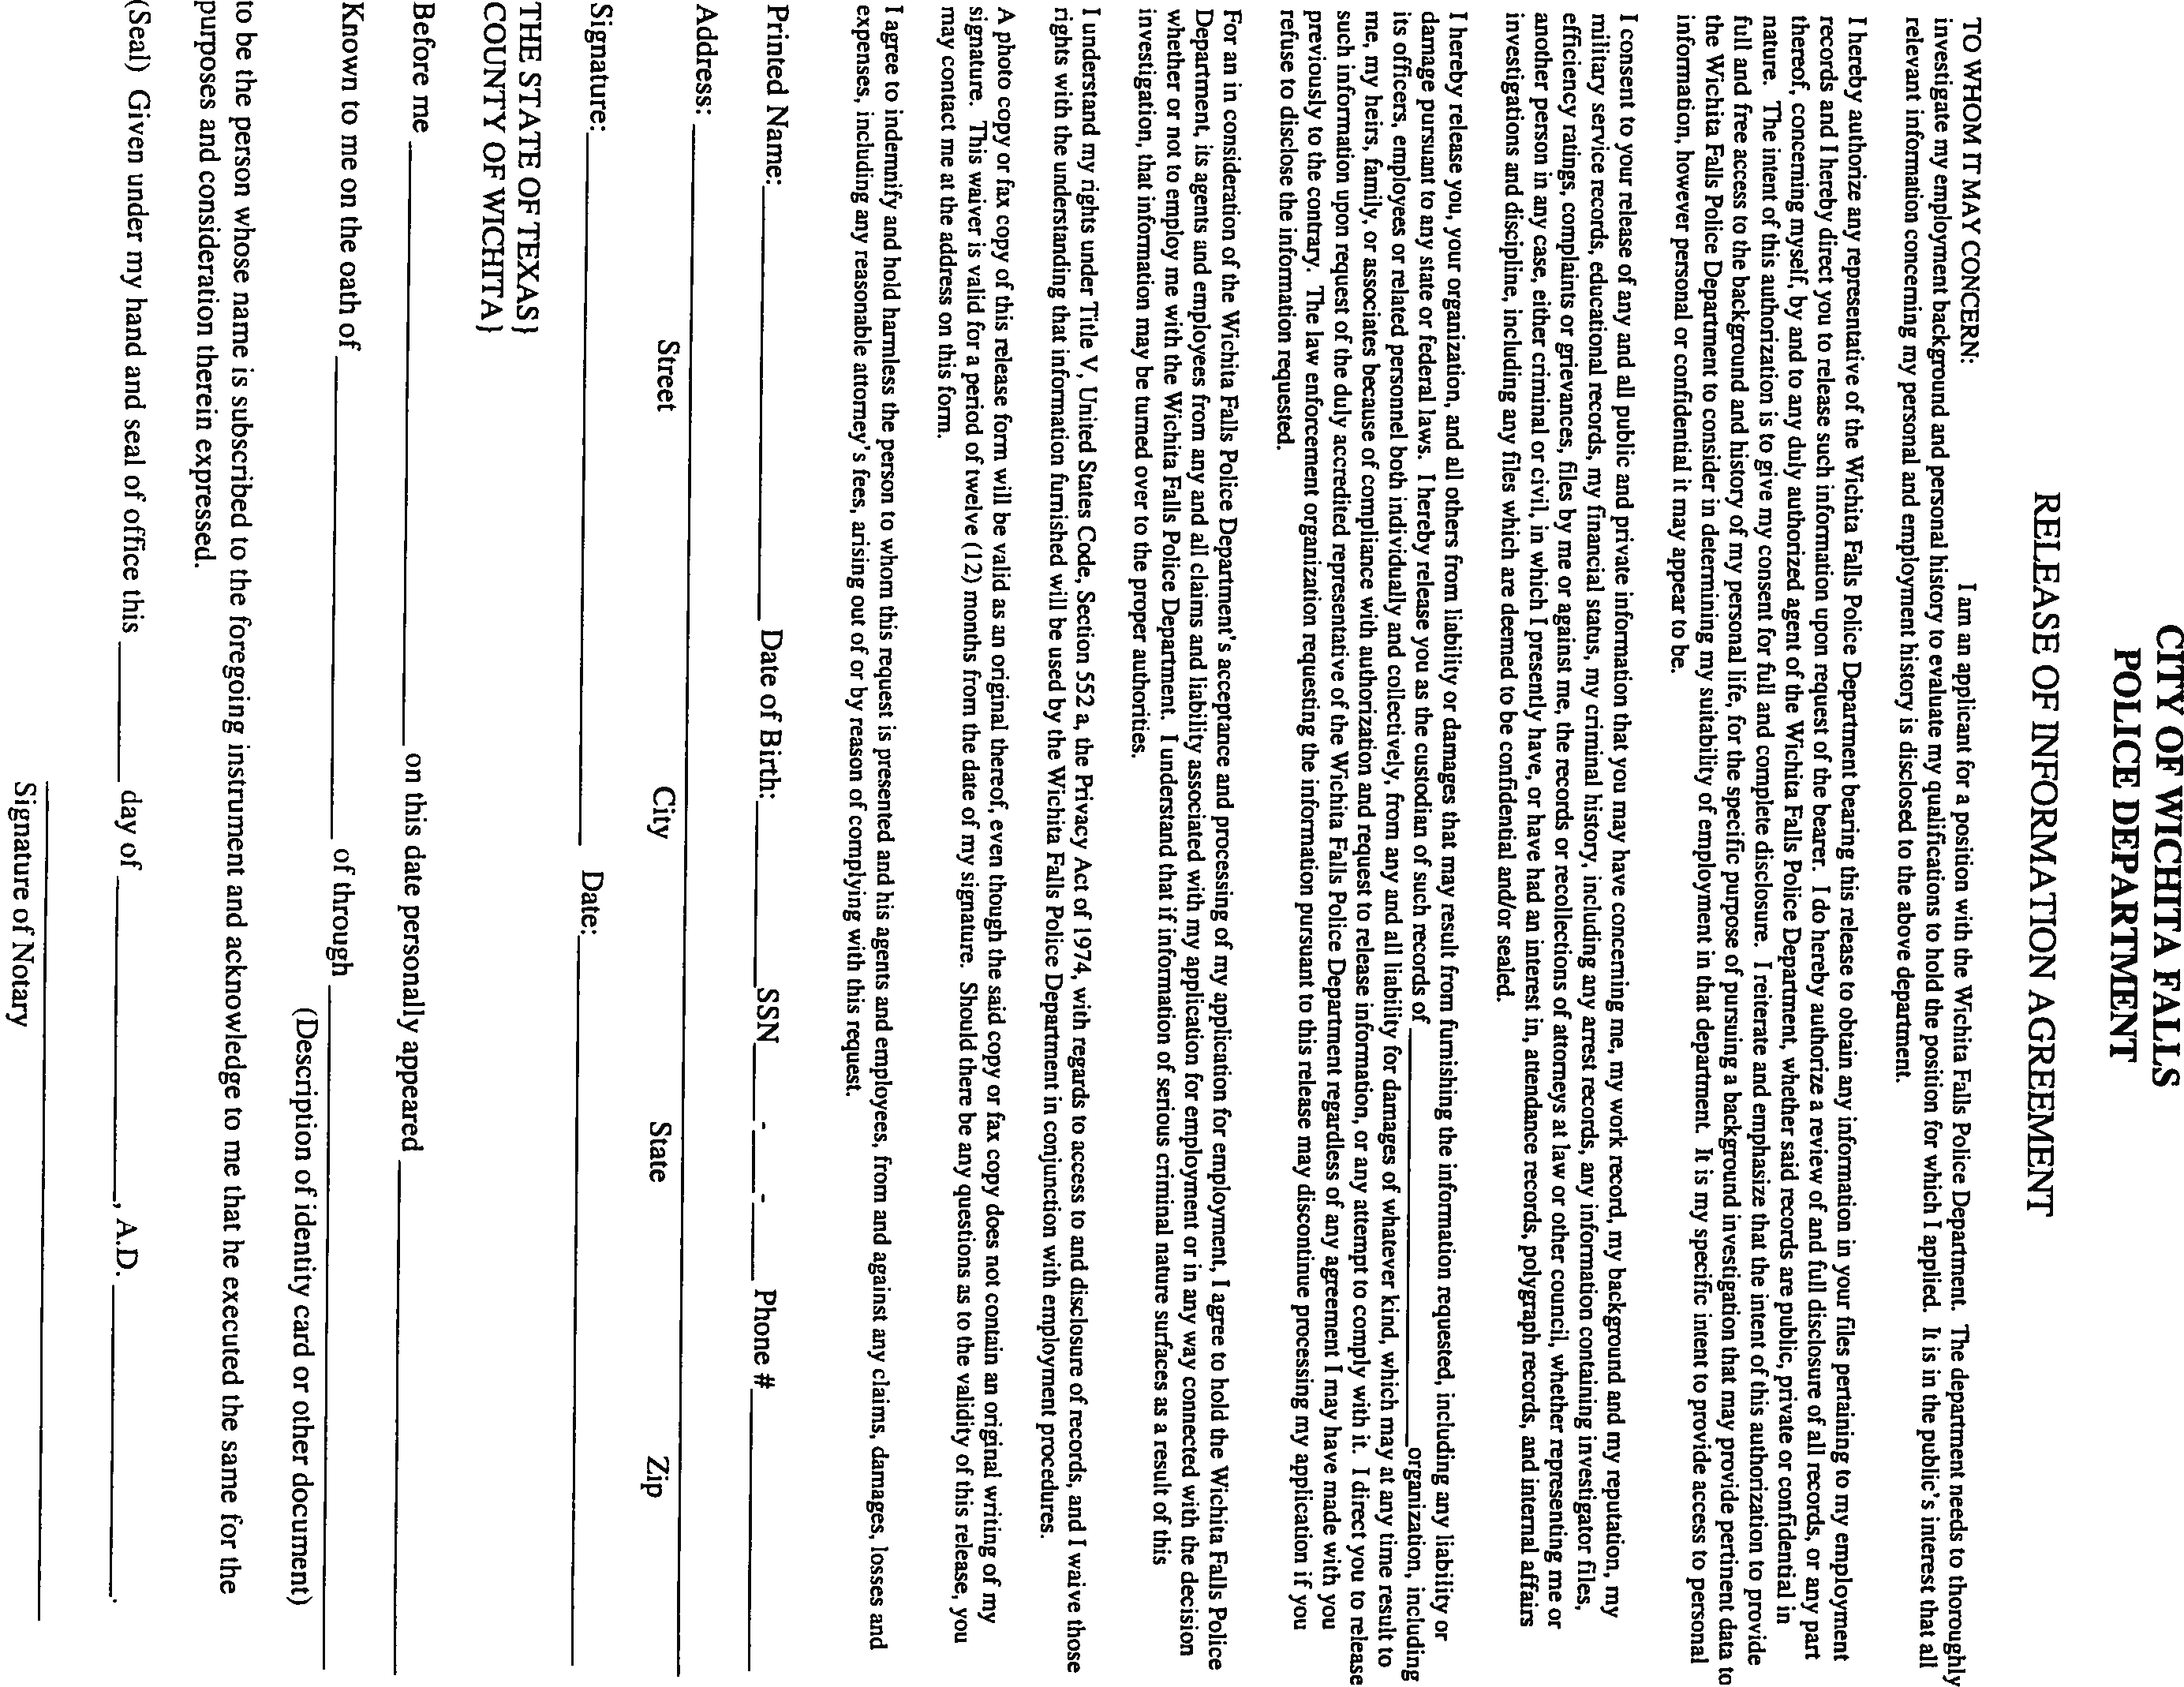 CITY OF WICHITA FALLS
POLICE DEPARTMENT
RELEASE OF INFORMATION AGREEMENT
TO WHOM IT MAY CONCERN: I am an applicant for a position with the Wichita Falls Police Department. The department needs to thoroughly
investigate my employment background and personal history to evaluate my qualifications to hold the position for which I applied. It is in the public's interest that all
relevant information concerning my personal and employment history is disclosed to the above department.
I hereby authorize any representative of the Wichita Falls Police Department bearing this release to obtain any information in your files pertaining to my employment
records and I hereby direct you to release such information upon request of the bearer. I do hereby authorize a review of and full disclosure of all records, or any part
thereof, concerning myself, by and to any duly authorized agent of the Wichita Falls Police Department, whether said records are public, private or confidential in
nature. The intent of this authorization is to give my consent for full and complete disclosure. I reiterate and emphasize that the intent of this authorization to provide
full and free access to the background and history of my personal life, for the specific purpose of pursuing a background investigation that may provide pertinent data to
the Wichita Falls Police Department to consider in determining my suitability of employment in that department. It is my specific intent to provide access to personal
information, however personal or confidential it may appear to be.
I consent to your release of any and all public and private information that you may have concerning me, my work record, my background and my reputation, my
military service records, educational records, my financial status, my criminal history, including any arrest records, any information containing investigator files,
efficiency ratings, complaints or grievances, files by me or against me, the records or recollections of attorneys at law or other council, whether representing me or
another person in any case, either criminal or civil, in which I presently have, or have had an interest in, attendance records, polygraph records, and internal affairs
investigations and discipline, including any files which are deemed to be confidential and/or sealed.
I hereby release you, your organization, and all others from liability or damages that may result from furnishing the information requested, including any liability or
damage pursuant to any state or federal laws. I hereby release you as the custodian of such records of ______________ organization, including
its officers, employees or related personnel both individually and collectively, from any and all liability for damages of whatever kind, which may at any time result to
me, my heirs, family, or associates because of compliance with authorization and request to release information, or any attempt to comply with it. I direct you to release
such information upon request of the duly accredited representative of the Wichita Falls Police Department regardless of any agreement I may have made with you
previously to the contrary. The law enforcement organization requesting the information pursuant to this release may discontinue processing my application if you
refuse to disclose the information requested.
For an in consideration of the Wichita Falls Police Department's acceptance and processing of my application for employment, I agree to hold the Wichita Falls Police
Department, its agents and employees from any and all claims and liability associated with my application for employment or in any way connected with the decision
whether or not to employ me with the Wichita Falls Police Department. I understand that if information of serious criminal nature surfaces as a result of this
investigation, that information may be turned over to the proper authorities.
I understand my rights under Title V, United States Code, Section 552 a, the Privacy Act of 1974, with regards to access to and disclosure of records, and I waive those
rights with the understanding that information furnished will be used by the Wichita Falls Police Department in conjunction with employment procedures.
A photo copy or fax copy of this release form will be valid as an original thereof, even though the said copy or fax copy does not contain an original writing of my
signature. This waiver is valid for a period of twelve (12) months from the date of my signature. Should there be any questions as to the validity of this release, you
may contact me at the address on this form.
I agree to indemnify and hold harmless the person to whom this request is presented and his agents and employees, from and against any claims, damages, losses and
expenses, including any reasonable attorney's fees, arising out of or by reason of complying with this request.
Printed Name: ______________ Date of Birth: ________ SSN ___ - ___ - ____ Phone # __________
Address: ______________
Street City State Zip
Signature: ______________ Date: ______________
THE STATE OF TEXAS}
COUNTY OF WICHITA}
Before me ______________ on this date personally appeared ______________
Known to me on the oath of ______________ of through ______________
(Description of identity card or other document)
to be the person whose name is subscribed to the foregoing instrument and acknowledge to me that he executed the same for the
purposes and consideration therein expressed.
(Seal) Given under my hand and seal of office this ______ day of ______________, A.D. ______________.
Signature of Notary